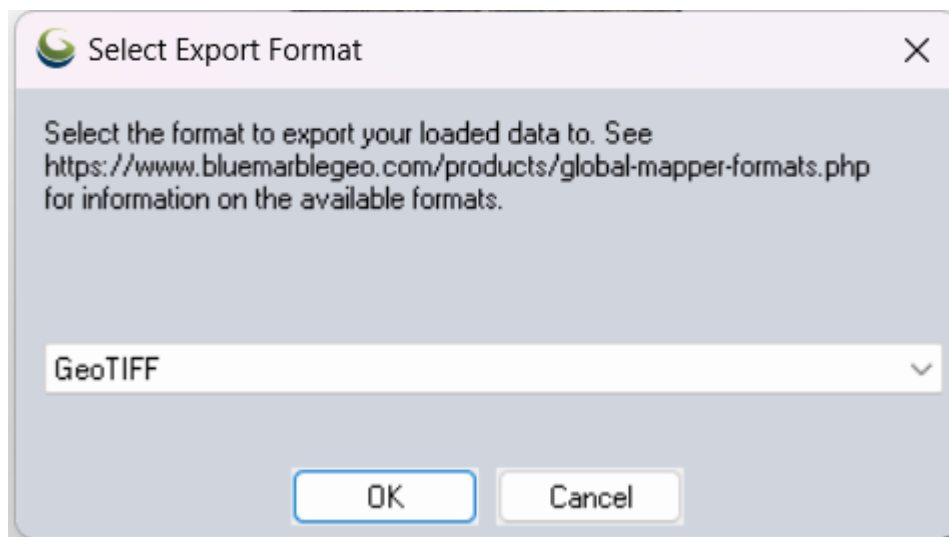 Select Export Format
Select the format to export your loaded data to. See
https://www.bluemarblegeo.com/products/global-mapper-formats.php
for information on the available formats.
GeoTIFF
OK
Cancel